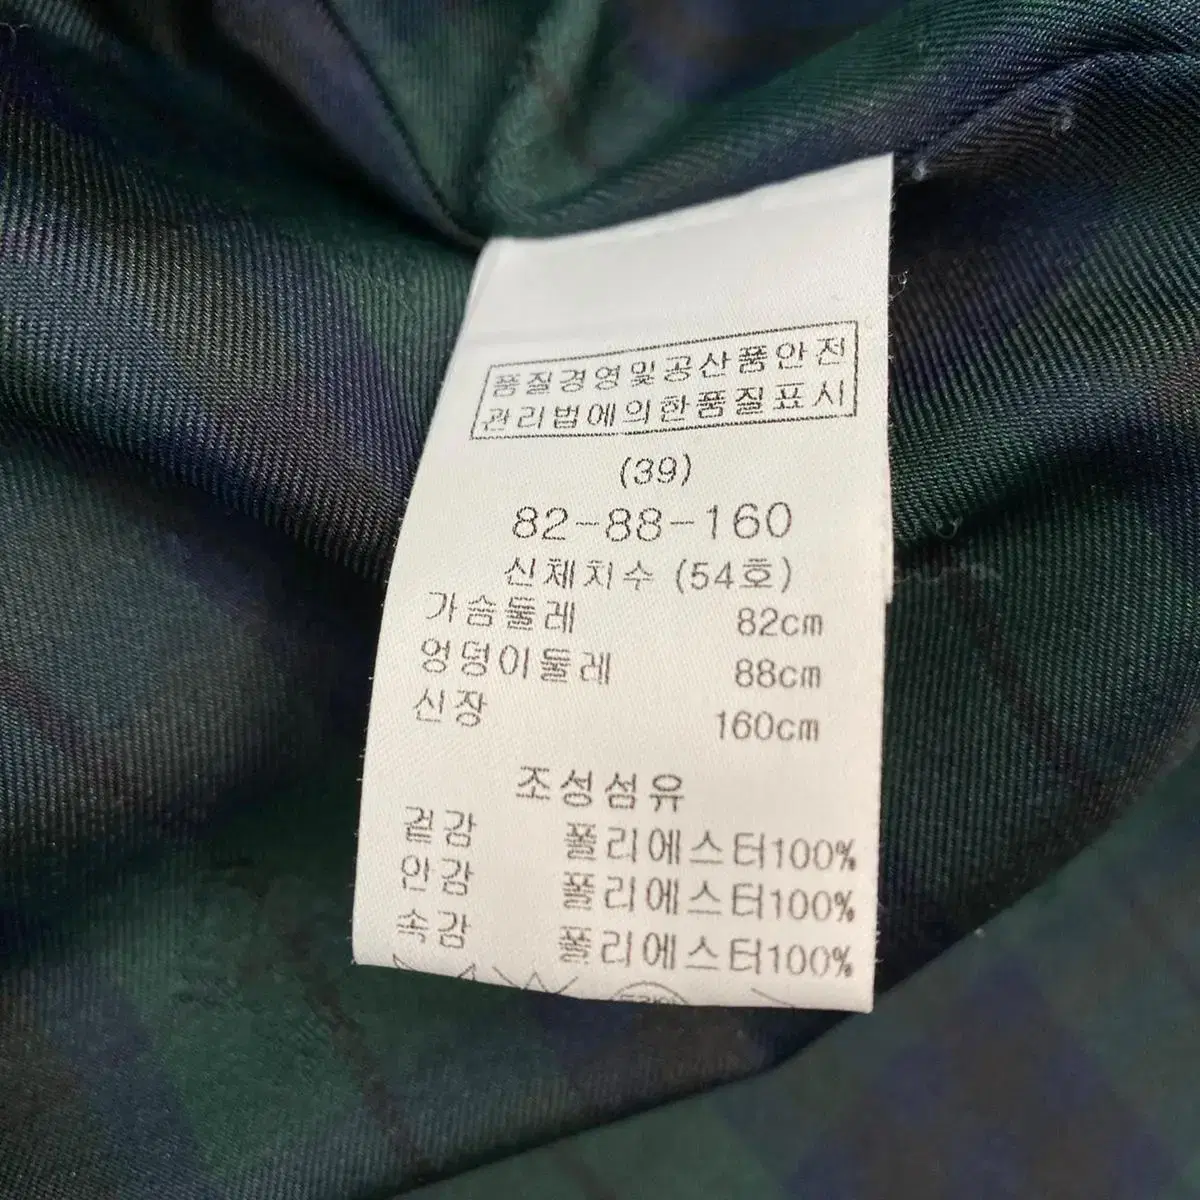 품질경영및공산품안전
관리법에의한품질표시
(39)
82-88-160
신체치수 (54호)
가슴둘레 82cm
엉덩이둘레 88cm
신장 160cm
조성섬유
겉감 폴리에스터100%
안감 폴리에스터100%
속감 폴리에스터100%